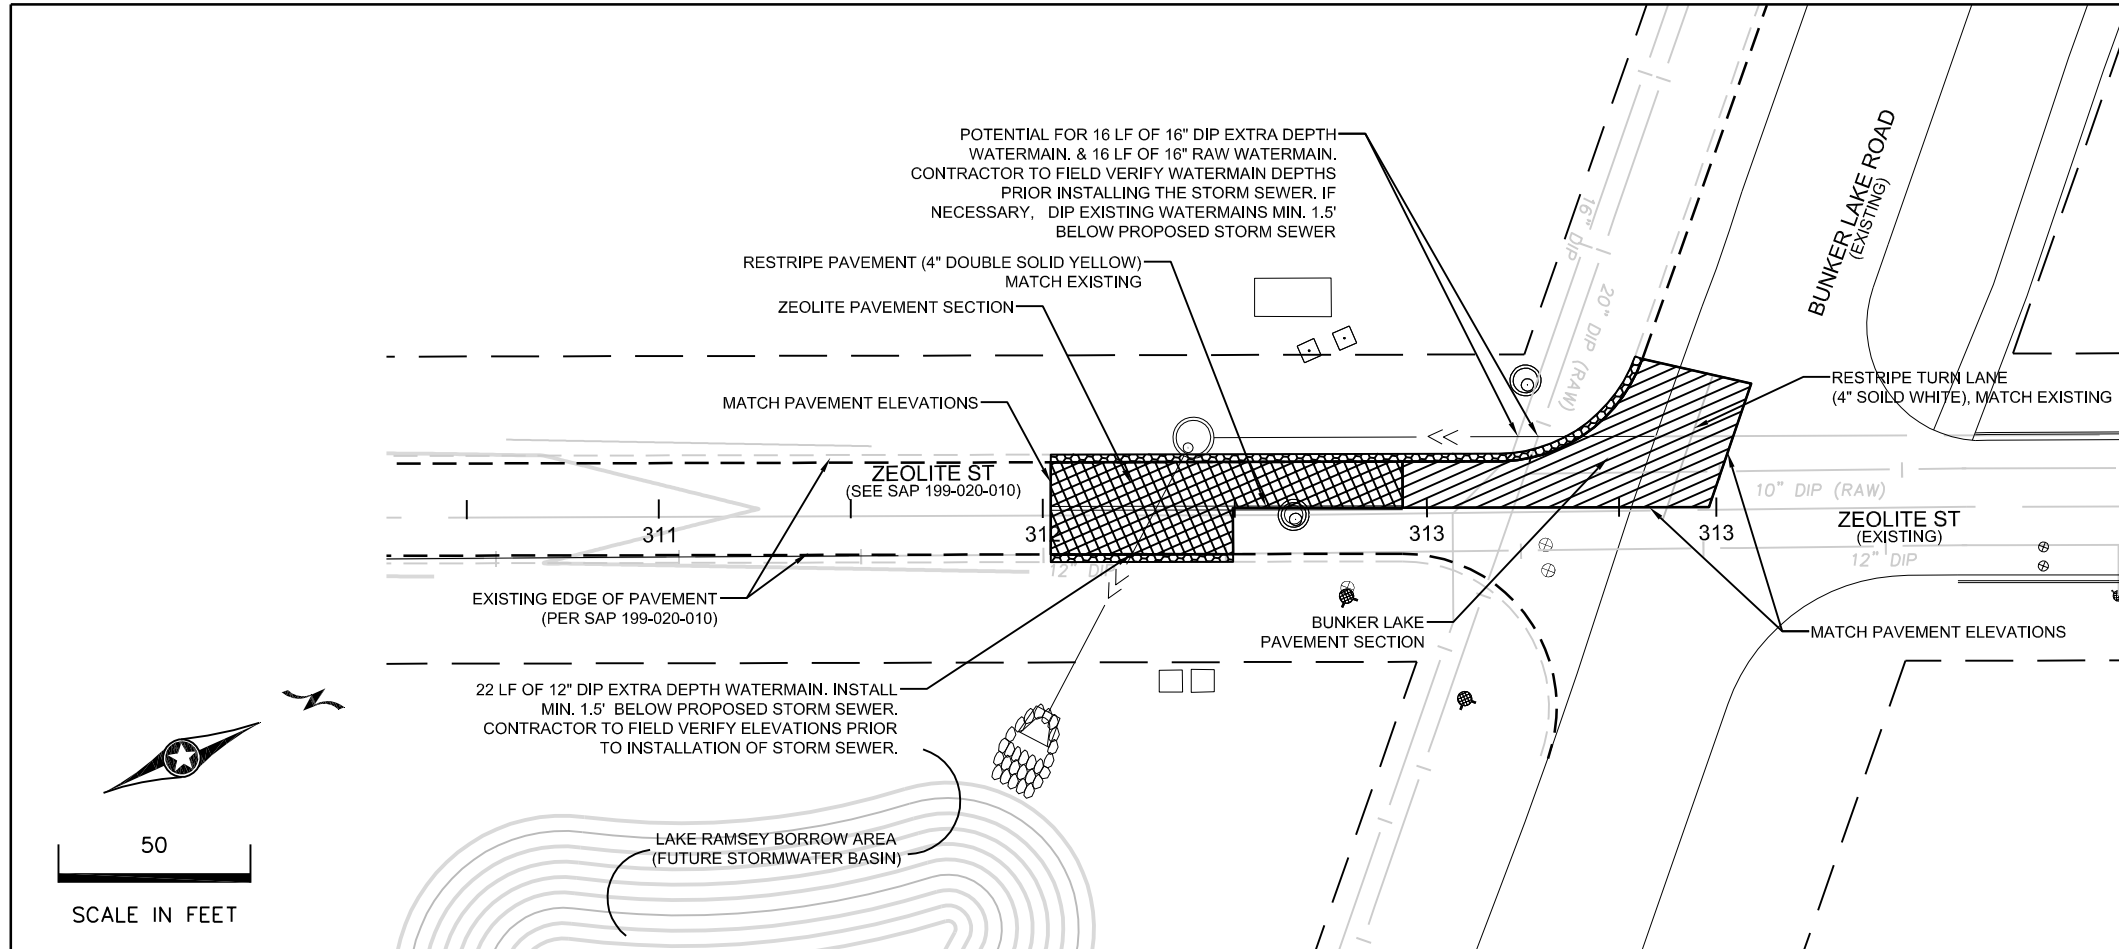 POTENTIAL FOR 16 LF OF 16" DIP EXTRA DEPTH
WATERMAIN. & 16 LF OF 16" RAW WATERMAIN.
CONTRACTOR TO FIELD VERIFY WATERMAIN DEPTHS
PRIOR INSTALLING THE STORM SEWER. IF
NECESSARY, DIP EXISTING WATERMAINS MIN. 1.5'
BELOW PROPOSED STORM SEWER
RESTRIPE PAVEMENT (4" DOUBLE SOLID YELLOW)
MATCH EXISTING
ZEOLITE PAVEMENT SECTION
MATCH PAVEMENT ELEVATIONS
16" DIP
20" DIP (RAW)
BUNKER LAKE ROAD
(EXISTING)
RESTRIPE TURN LANE
(4" SOILD WHITE), MATCH EXISTING
ZEOLITE ST
(SEE SAP 199-020-010)
10" DIP (RAW)
ZEOLITE ST
(EXISTING)
12" DIP
311
313
313
EXISTING EDGE OF PAVEMENT
(PER SAP 199-020-010)
BUNKER LAKE
PAVEMENT SECTION
MATCH PAVEMENT ELEVATIONS
22 LF OF 12" DIP EXTRA DEPTH WATERMAIN. INSTALL
MIN. 1.5' BELOW PROPOSED STORM SEWER.
CONTRACTOR TO FIELD VERIFY ELEVATIONS PRIOR
TO INSTALLATION OF STORM SEWER.
LAKE RAMSEY BORROW AREA
(FUTURE STORMWATER BASIN)
50
SCALE IN FEET